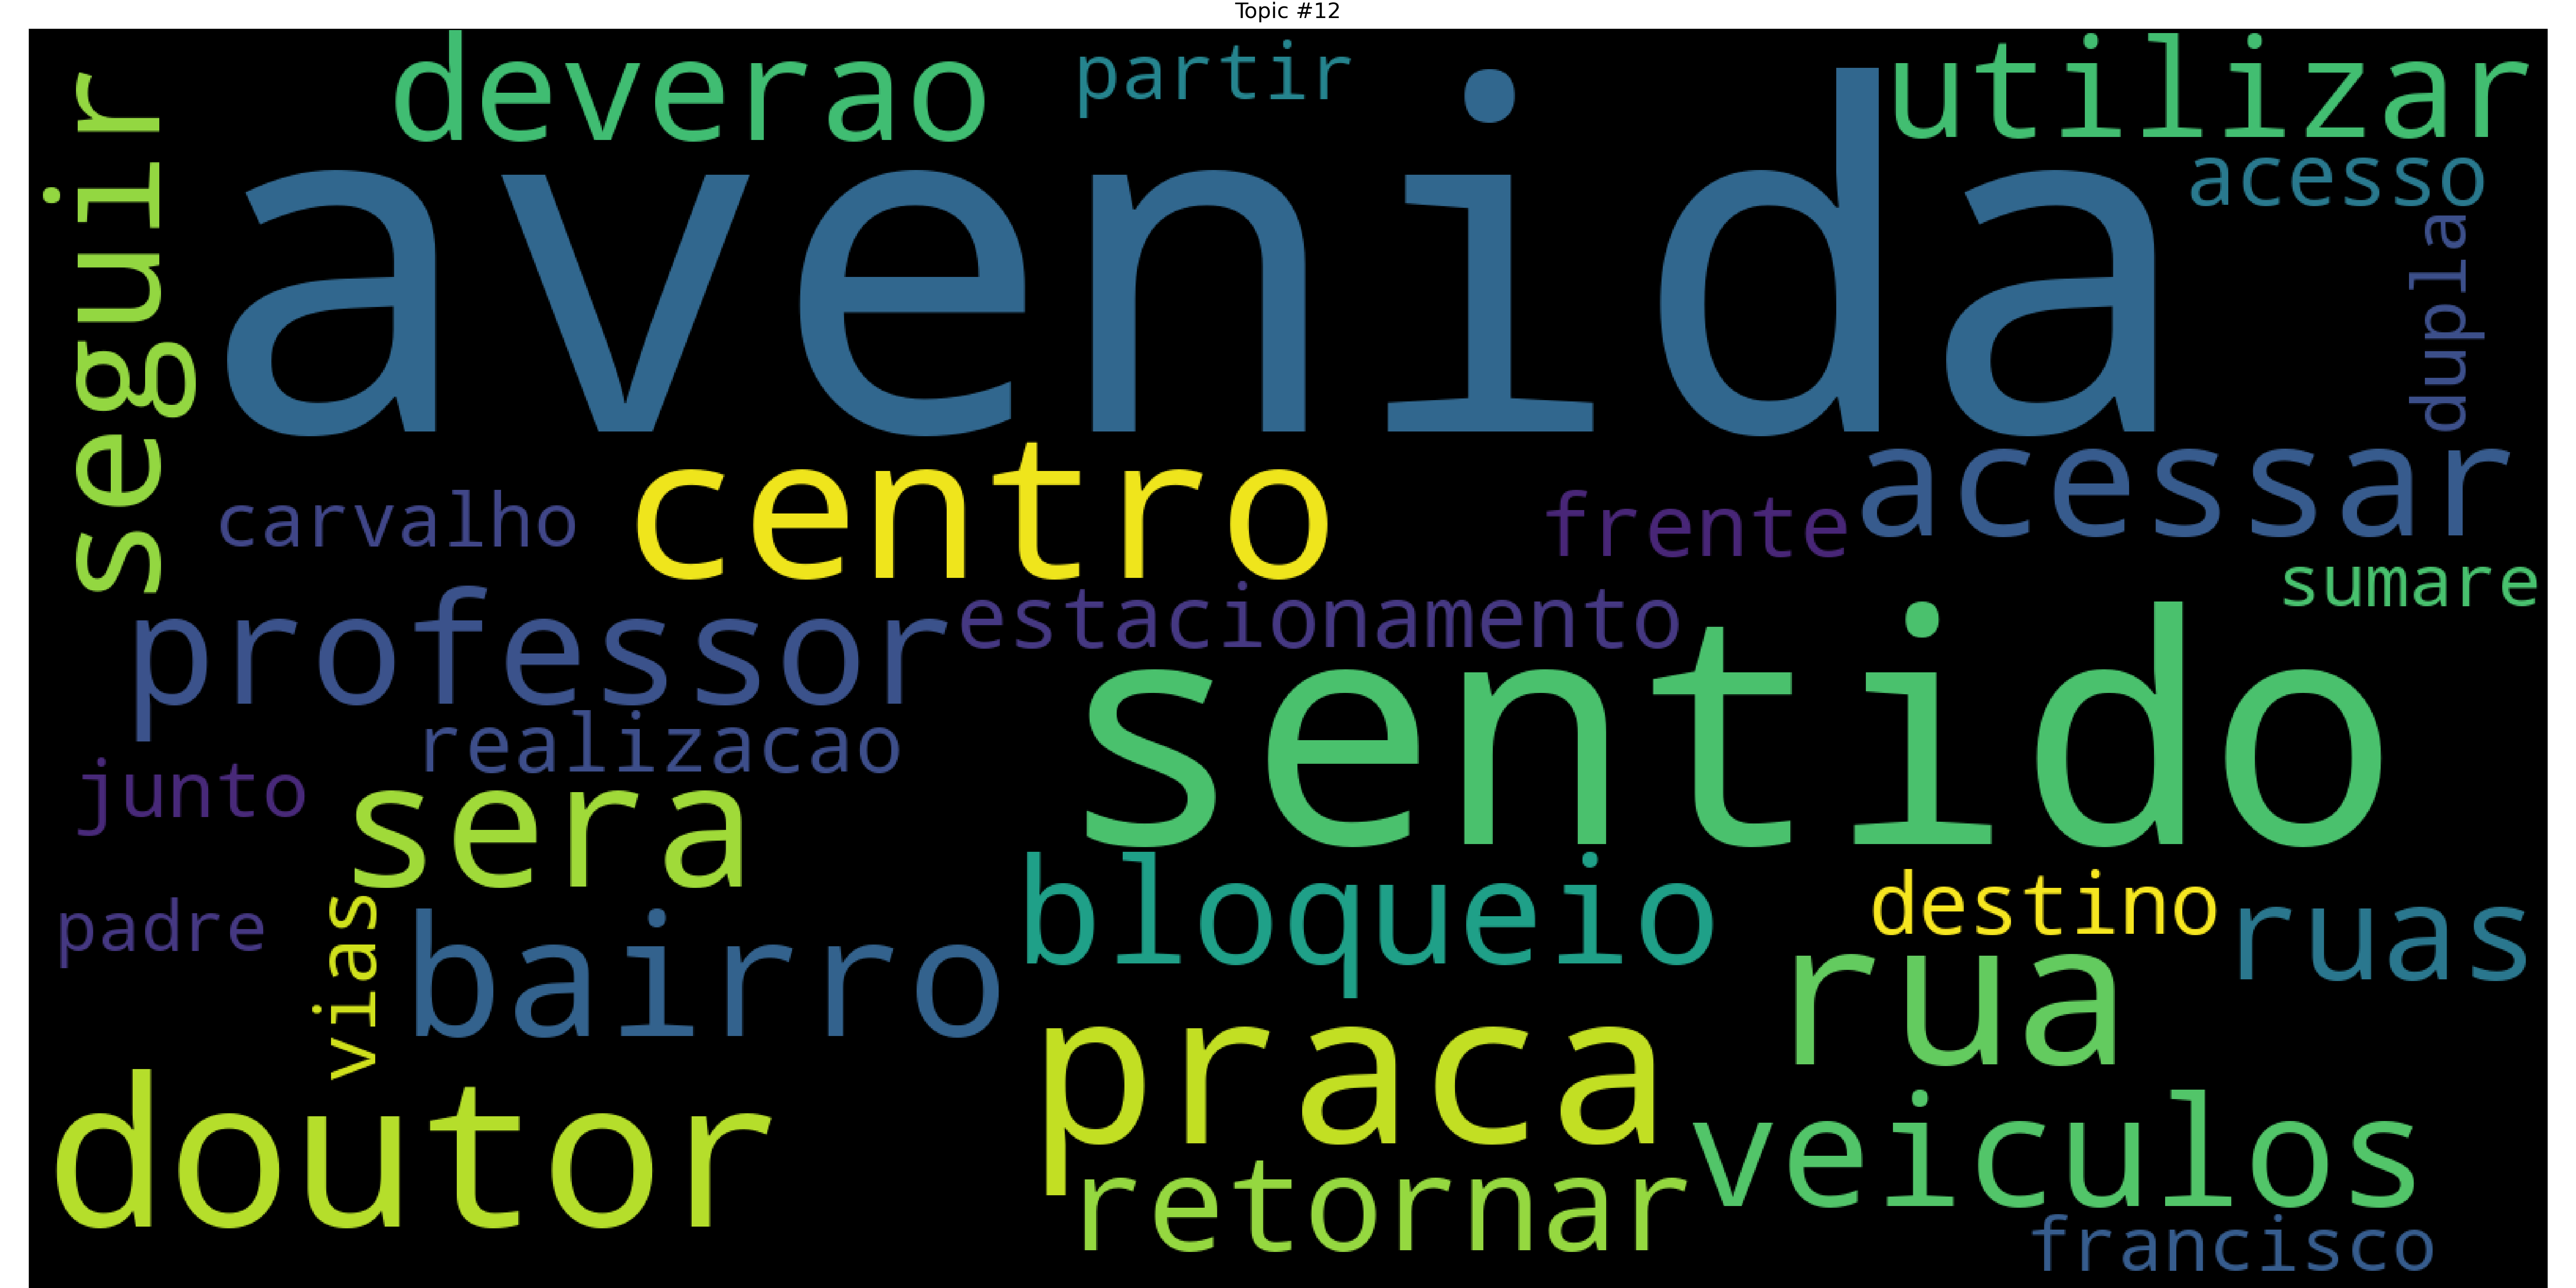 Topic #12
deverao
partir
utilizar
seguir
avenida
acesso
dupla
carvalho
centro
frente
acessar
sumare
professor
estacionamento
sentido
realizacao
junto
sera
bloqueio
destino
ruas
padre
vias
bairro
rua
praca
doutor
veiculos
retornar
francisco